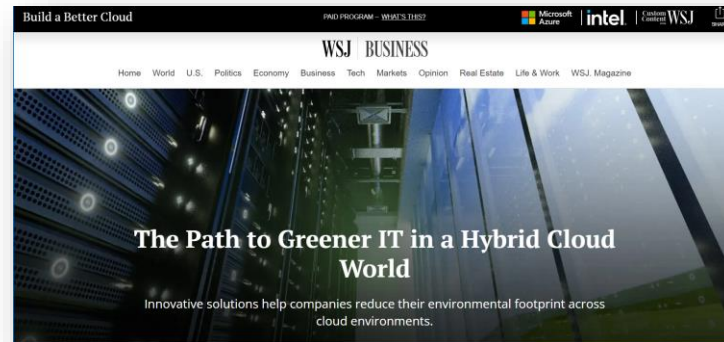 Build a Better Cloud
PAID PROGRAM – WHAT'S THIS?
Microsoft Azure | intel. | Custom Content WSJ
SHARE
WSJ | BUSINESS
Home World U.S. Politics Economy Business Tech Markets Opinion Real Estate Life & Work WSJ. Magazine
The Path to Greener IT in a Hybrid Cloud
World
Innovative solutions help companies reduce their environmental footprint across
cloud environments.